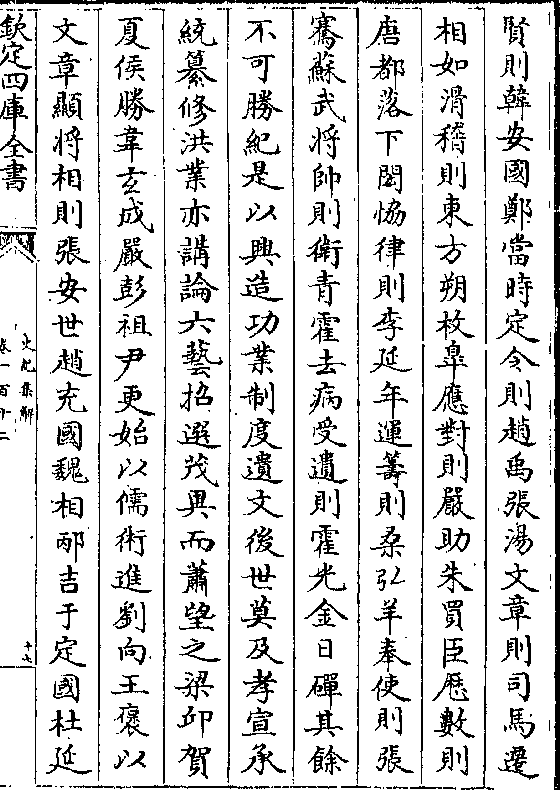 賢則韓安國鄭當時定令則趙禹張湯文章則司馬遷
相如滑稽則東方朔枚臯應對則嚴助朱買臣厯數則
唐都落下閎恊律則李延年運籌則桑弘羊奉使則張
騫蘇武將帥則衛青霍去病受遺則霍光金日磾其餘
不可勝紀是以興造功業制度遺文後世莫及孝宣承
統纂修洪業亦講論六藝招選茂異而蕭望之梁邱賀
夏侯勝韋玄成嚴彭祖尹更始以儒術進劉向王褒以
文章顯將相則張安世趙充國魏相邴吉于定國杜延
欽定四庫全書
史記集解
卷一百十二
十七